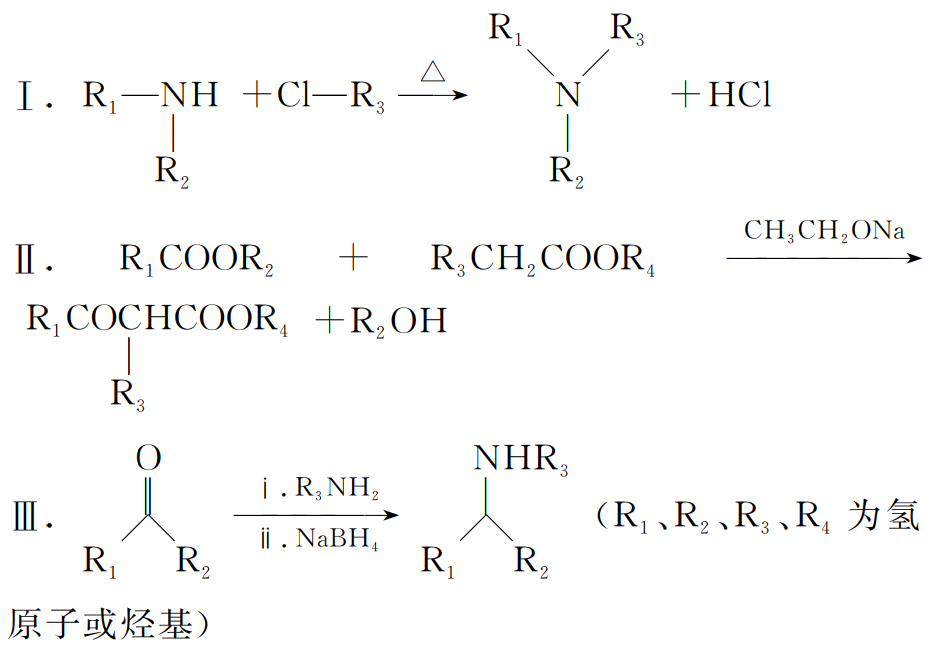 R₁ R₃
Ⅰ. R₁—NH +Cl—R₃ △ N +HCl
R₂ R₂
Ⅱ. R₁COOR₂ + R₃CH₂COOR₄ CH₃CH₂ONa
R₁COCHCOOR₄ +R₂OH
R₃
O NHR₃
Ⅲ. ⅰ.R₃NH₂ ⅱ.NaBH₄ (R₁、R₂、R₃、R₄ 为氢
R₁ R₂ R₁ R₂
原子或烃基)